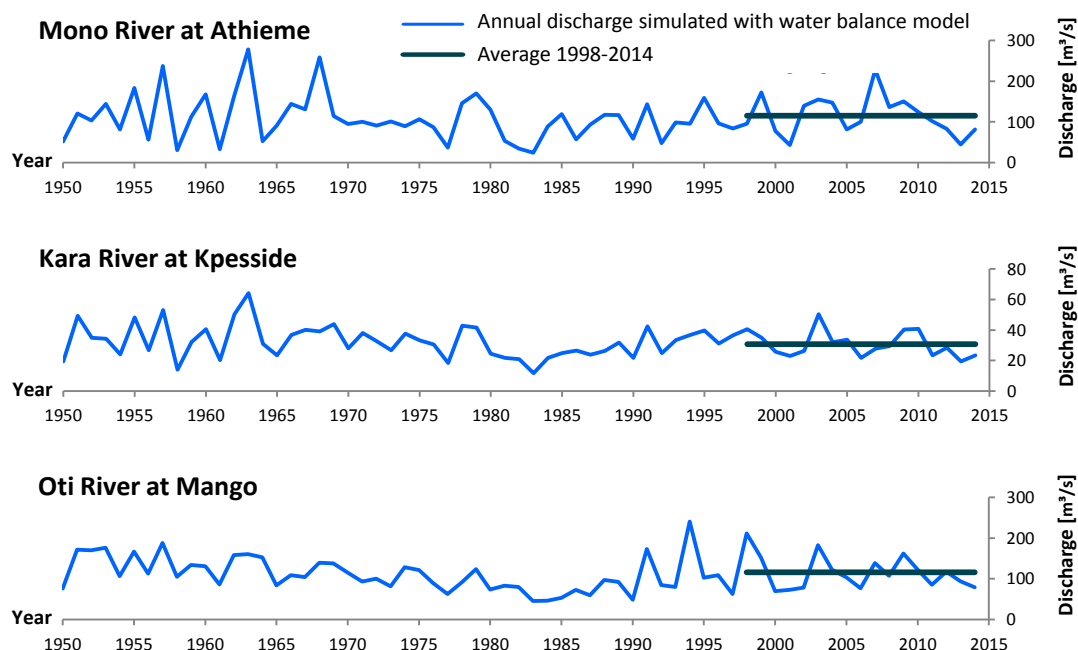 Mono River at Athieme
Annual discharge simulated with water balance model
Average 1998-2014
Discharge [m³/s]
300
200
100
0
Year
1950 1955 1960 1965 1970 1975 1980 1985 1990 1995 2000 2005 2010 2015
Kara River at Kpesside
Discharge [m³/s]
80
60
40
20
0
Year
1950 1955 1960 1965 1970 1975 1980 1985 1990 1995 2000 2005 2010 2015
Oti River at Mango
Discharge [m³/s]
300
200
100
0
Year
1950 1955 1960 1965 1970 1975 1980 1985 1990 1995 2000 2005 2010 2015